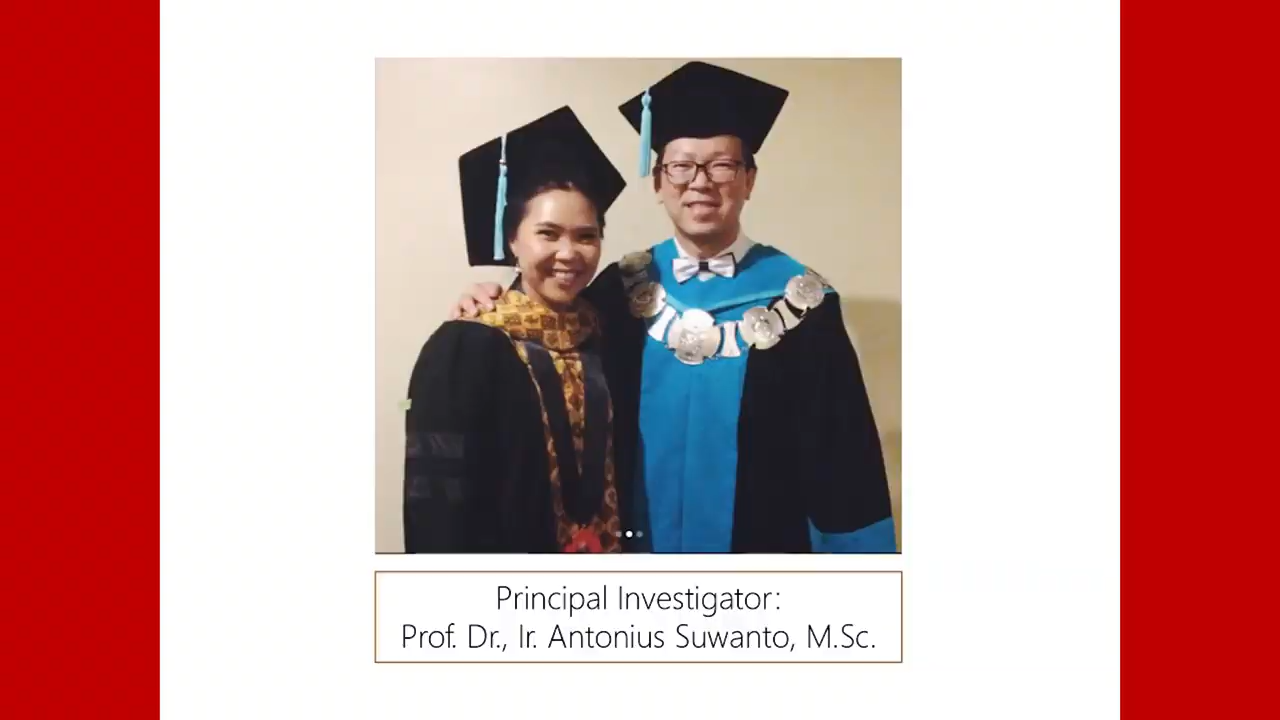 Principal Investigator:
Prof. Dr., Ir. Antonius Suwanto, M.Sc.